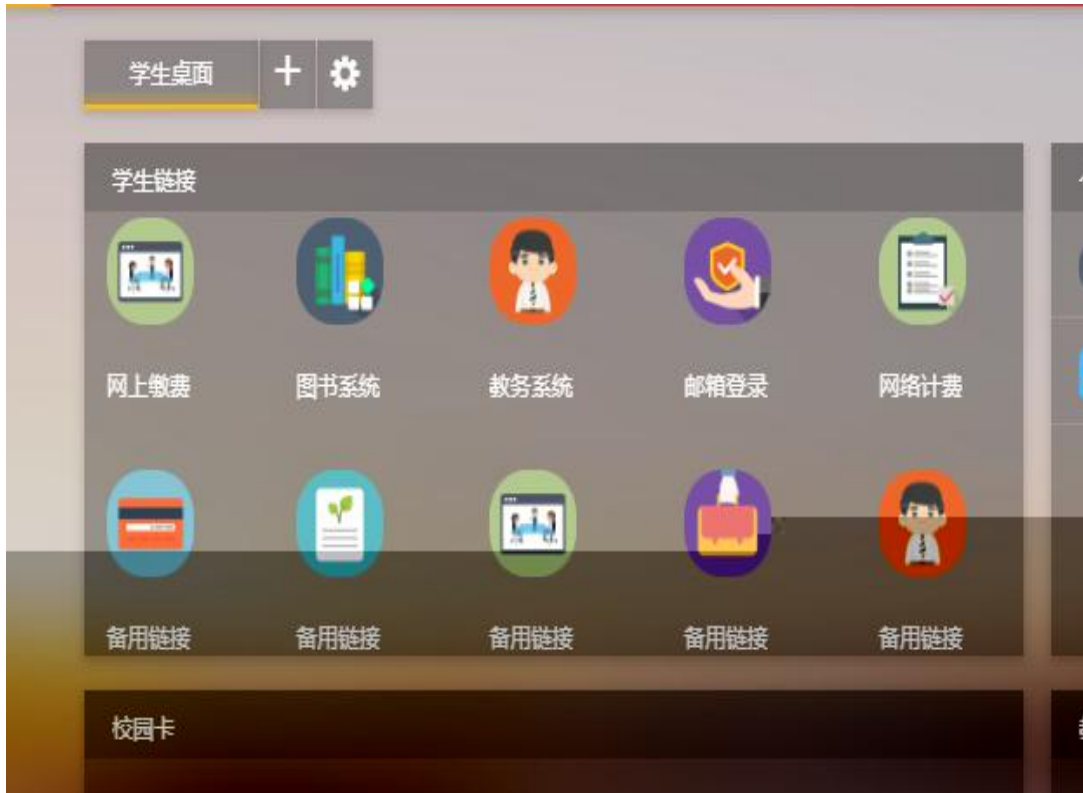 学生桌面
学生链接
网上缴费 图书系统 教务系统 邮箱登录 网络计费
备用链接 备用链接 备用链接 备用链接 备用链接
校园卡